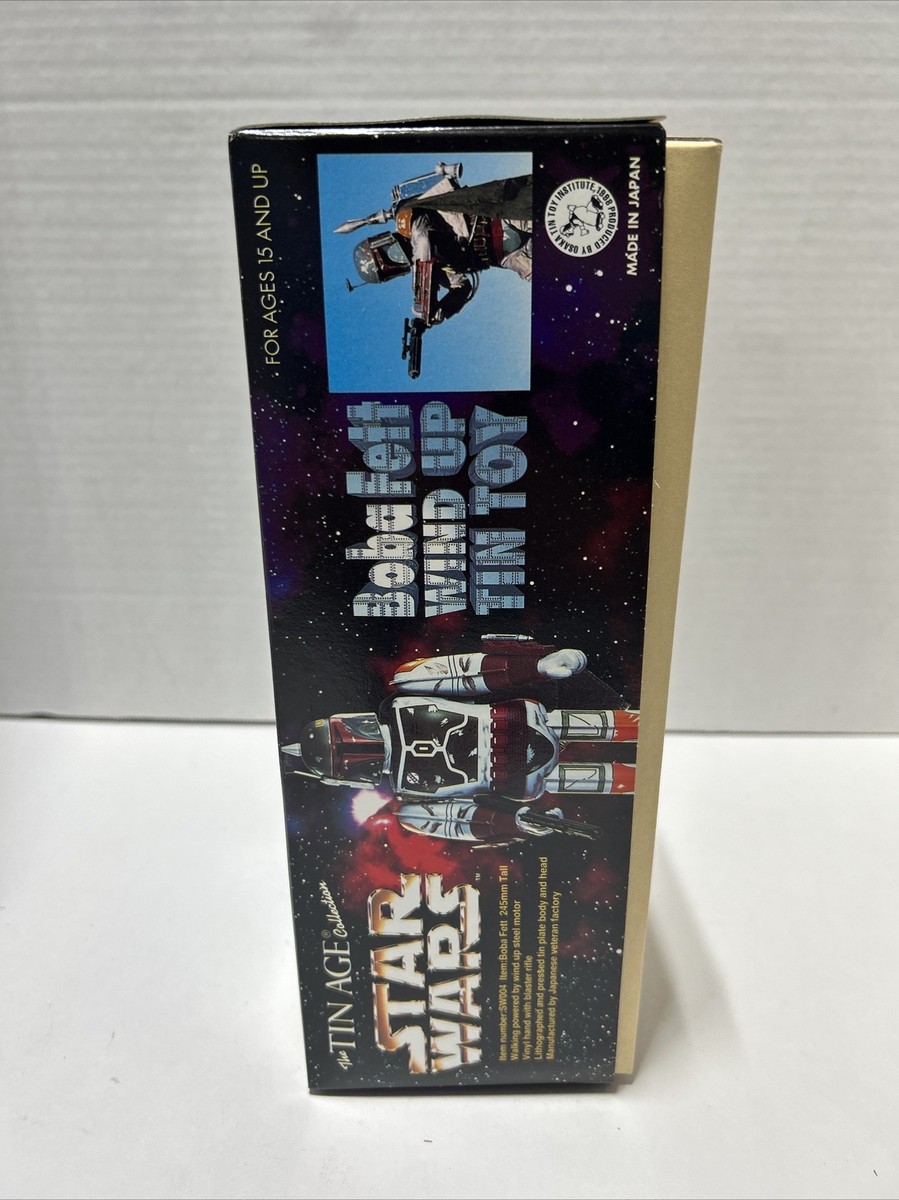 The TIN AGE® Collection
STAR
WARS™
Item number:SW004 Item:Boba Fett 245mm Tall
Walking powered by wind up steel motor
Vinyl hand with blaster rifle
Lithographed and pressed tin plate body and head
Manufactured by Japanese veteran factory
Boba Fett
WIND UP
TIN TOY
FOR AGES 15 AND UP
TIN TOY INSTITUTE, 1998 PRODUCED BY OSAKA
MADE IN JAPAN